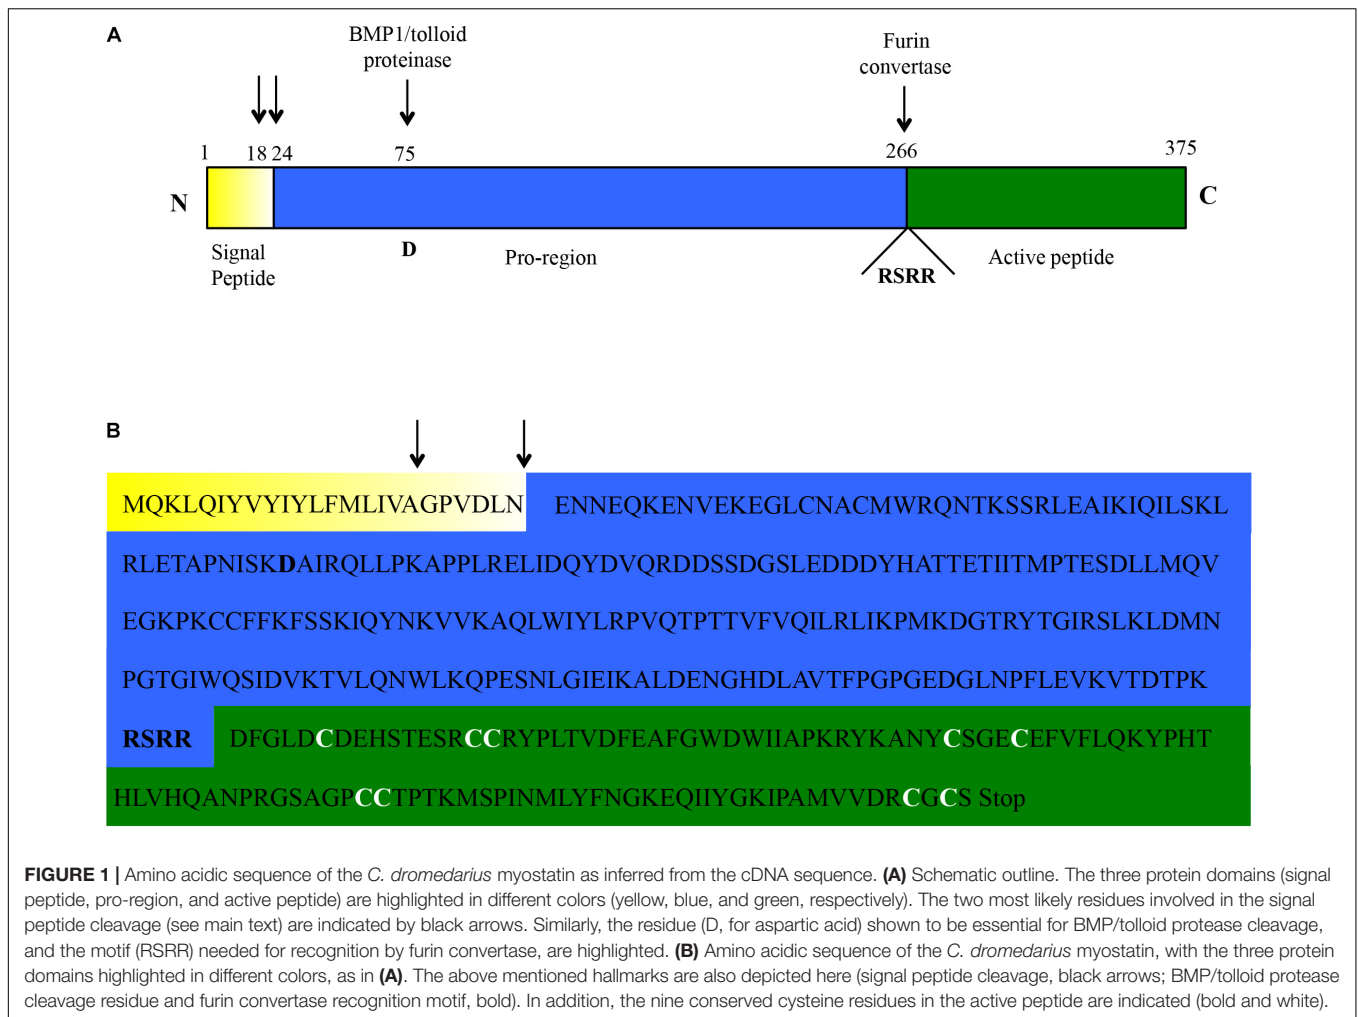 A
BMP1/tolloid
proteinase
Furin
convertase
1 18 24 75 266 375
N
C
Signal
Peptide
D
Pro-region
RSRR
Active peptide
B
MQKLQIYVYIYLFMLIVAGPVDLN ENNEQKENVEKEGLCNACMWRQNTKSSRLEAIKIQILSKL
RLETAPNISKDAIRQLLPKAPPLRELIDQYDVQRDDSSDGSLEDDDYHATTETIITMPTESDLLMQV
EGKPKCCFFKFSSKIQYNKVVKAQLWIYLRPVQTPTTVFVQILRLIKPMKDGTRYTGIRSLKLDMN
PGTGIWQSIDVKTVLQNWLKQPESNLGIEIKALDENGHDLAVTFPGPGEDGLNPFLEVKVTDTPK
RSRR DFGLDCDEHSTESRCCRYPLTVDFEAFGWDWIIAPKRYKANYCSGECEFVFLQKYPHT
HLVHQANPRGSAGPCCTPTKMSPINMLYFNGKEQIIYGKIPAMVVDRCGCS Stop
FIGURE 1 | Amino acidic sequence of the C. dromedarius myostatin as inferred from the cDNA sequence. (A) Schematic outline. The three protein domains (signal
peptide, pro-region, and active peptide) are highlighted in different colors (yellow, blue, and green, respectively). The two most likely residues involved in the signal
peptide cleavage (see main text) are indicated by black arrows. Similarly, the residue (D, for aspartic acid) shown to be essential for BMP/tolloid protease cleavage,
and the motif (RSRR) needed for recognition by furin convertase, are highlighted. (B) Amino acidic sequence of the C. dromedarius myostatin, with the three protein
domains highlighted in different colors, as in (A). The above mentioned hallmarks are also depicted here (signal peptide cleavage, black arrows; BMP/tolloid protease
cleavage residue and furin convertase recognition motif, bold). In addition, the nine conserved cysteine residues in the active peptide are indicated (bold and white).